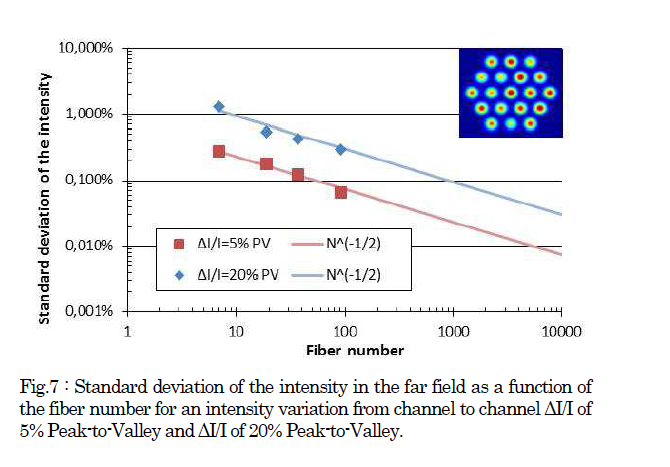 Standard deviation of the intensity
10,000%
1,000%
0,100%
0,010%
0,001%
ΔI/I=5% PV
N^(-1/2)
ΔI/I=20% PV
N^(-1/2)
1
10
100
1000
10000
Fiber number
Fig.7 : Standard deviation of the intensity in the far field as a function of
the fiber number for an intensity variation from channel to channel ΔI/I of
5% Peak-to-Valley and ΔI/I of 20% Peak-to-Valley.